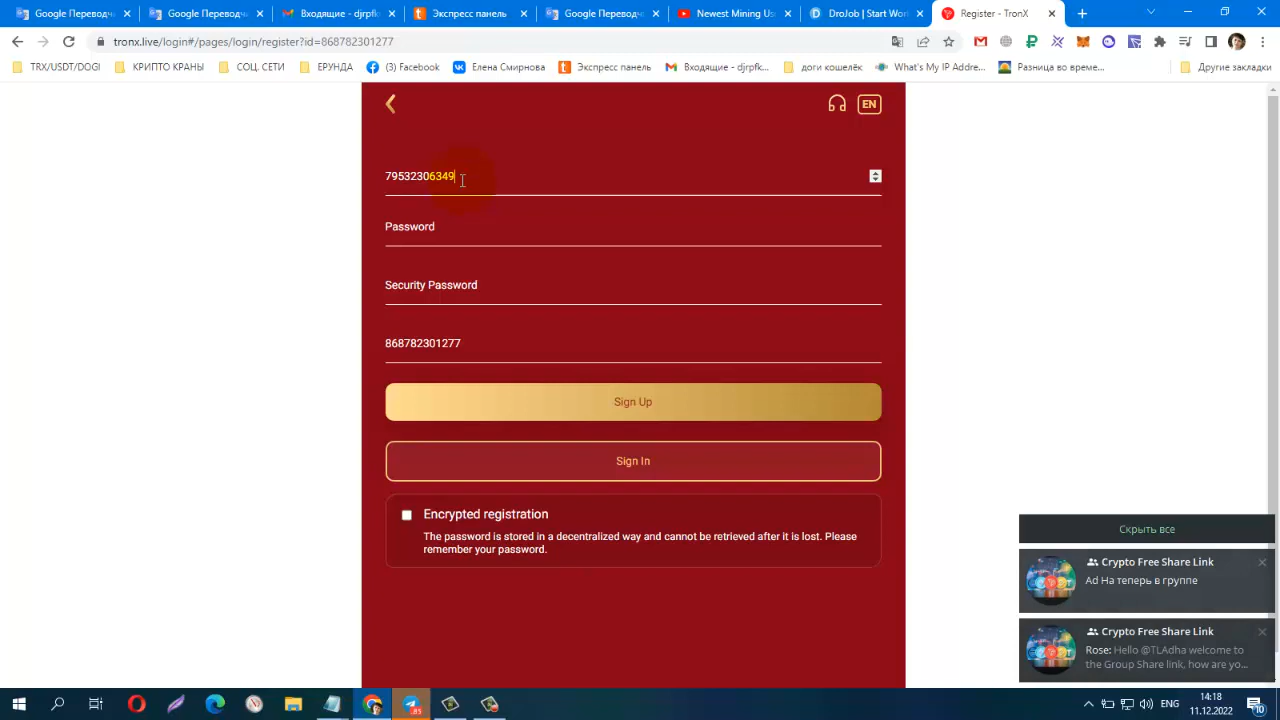 Google Переводч
Google Переводч
Входящие - djrpfk
Экспресс панель
Google Переводч
Newest Mining Us
DroJob | Start Wor
Register - TronX
tronx.live/login#/pages/login/register?id=868782301277
TRX/USDT/DOGI
КРИПТО КРАНЫ
СОЦ. СЕТИ
ЕРУНДА
(3) Facebook
Елена Смирнова
Экспресс панель
Входящие - djrpfk...
доги кошелёк
What's My IP Addre...
Разница во време...
Другие закладки
EN
79532306349
Password
Security Password
868782301277
Sign Up
Sign In
Encrypted registration
The password is stored in a decentralized way and cannot be retrieved after it is lost. Please
remember your password.
Скрыть все
Crypto Free Share Link
Ad На теперь в группе
Crypto Free Share Link
Rose: Hello @TLAdha welcome to
the Group Share link, how are yo...
ENG
14:18
11.12.2022
10